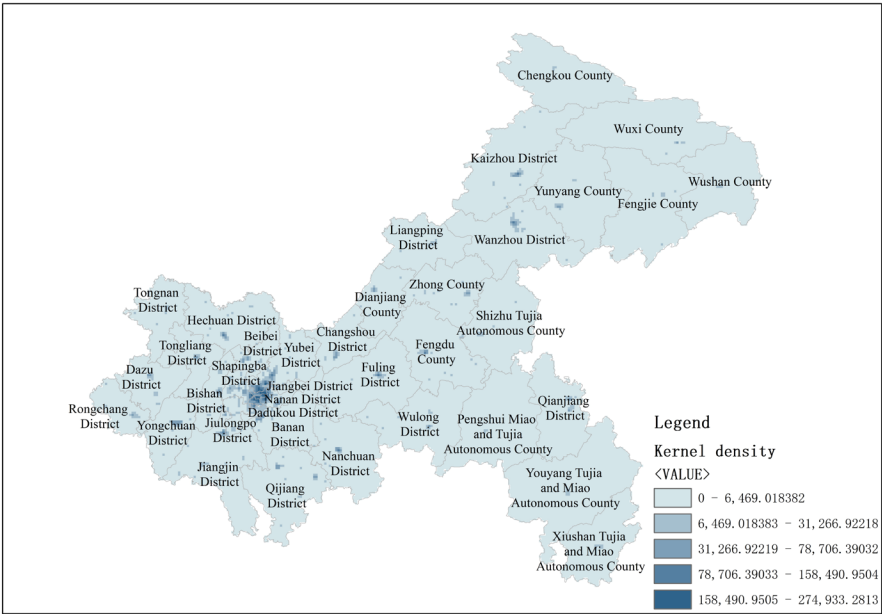 Chengkou County
Wuxi County
Kaizhou District
Wushan County
Yunyang County
Fengjie County
Liangping
District
Wanzhou District
Zhong County
Tongnan
District
Dianjiang
County
Hechuan District
Shizhu Tujia
Autonomous County
Changshou
District
Beibei
District
Yubei
District
Tongliang
District
Fengdu
County
Dazu
District
Shapingba
District
Fuling
District
Jiangbei District
Bishan
District
Nanan District
Qianjiang
District
Rongchang
District
Dadukou District
Yongchuan
District
Jiulongpo
District
Banan
District
Wulong
District
Pengshui Miao
and Tujia
Autonomous County
Nanchuan
District
Jiangjin
District
Youyang Tujia
and Miao
Autonomous County
Qijiang
District
Xiushan Tujia
and Miao
Autonomous County
Legend
Kernel density
<VALUE>
0 - 6,469.018382
6,469.018383 - 31,266.92218
31,266.92219 - 78,706.39032
78,706.39033 - 158,490.9504
158,490.9505 - 274,933.2813